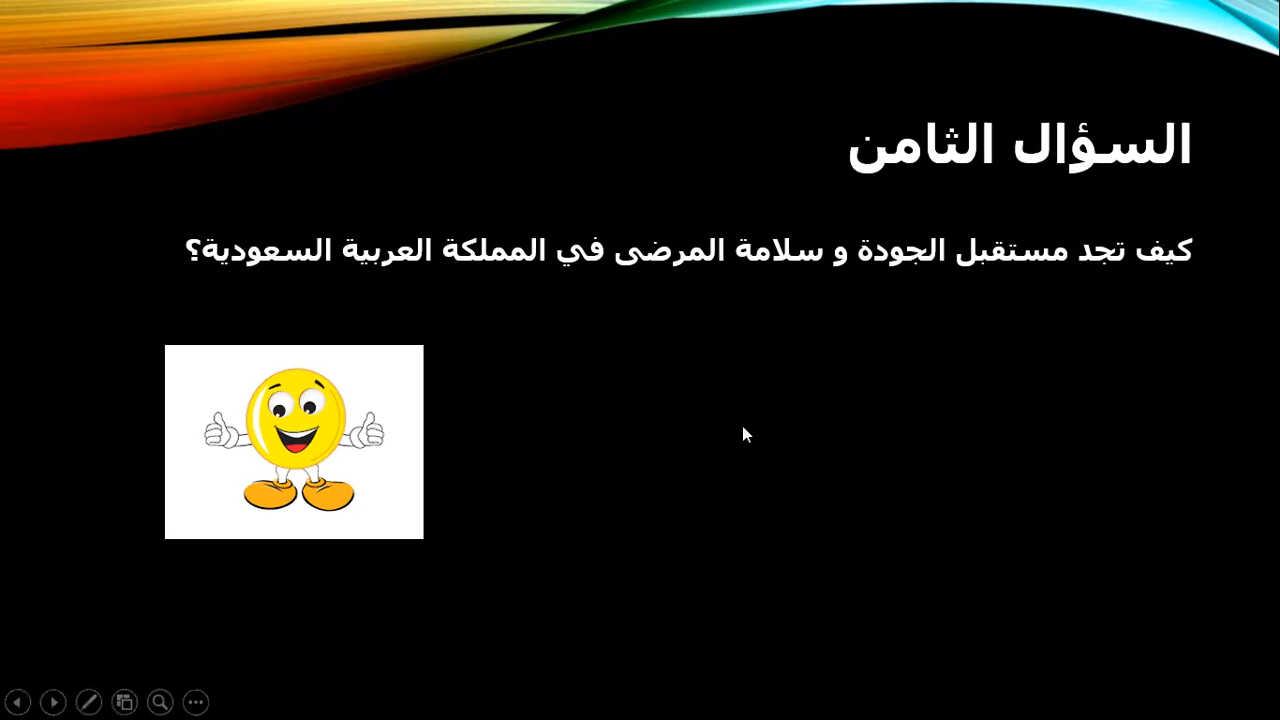 السؤال الثامن
كيف تجد مستقبل الجودة و سلامة المرضى في المملكة العربية السعودية؟